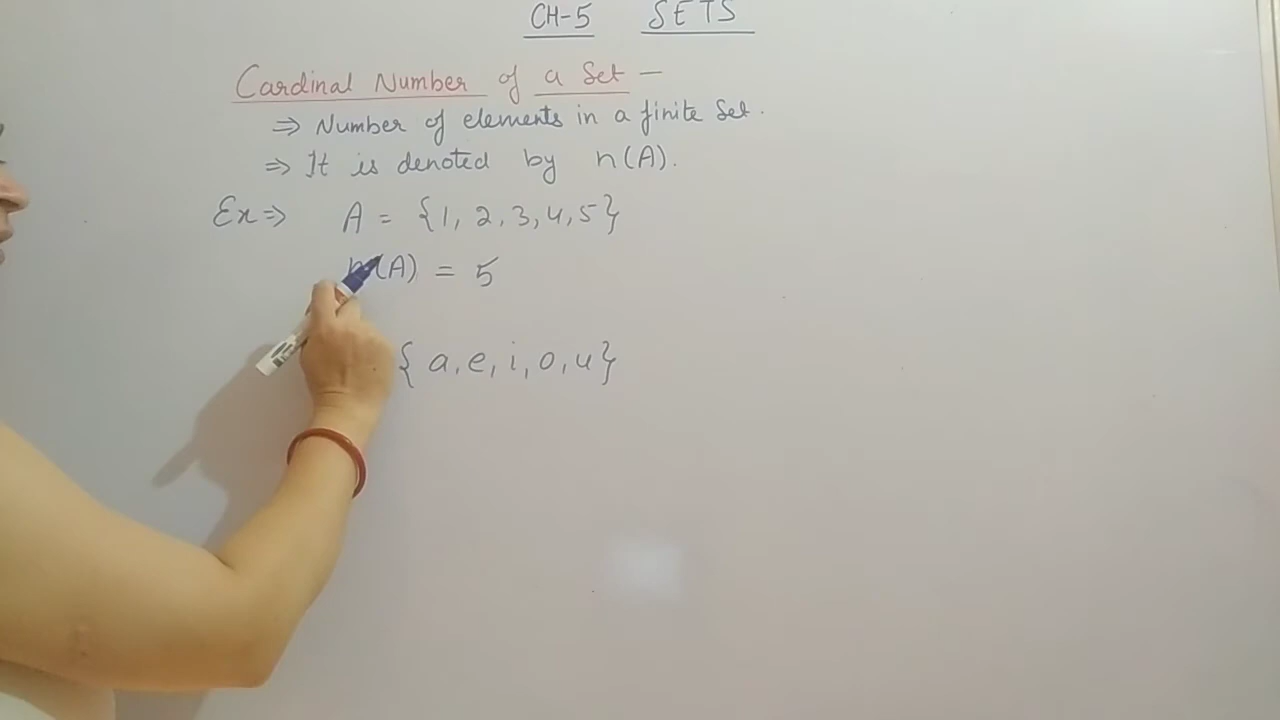 CH-5 SETS
Cardinal Number of a Set —
⇒ Number of elements in a finite Set.
⇒ It is denoted by n(A).
Ex ⇒ A = {1, 2, 3, 4, 5}
n(A) = 5
{ a, e, i, o, u}